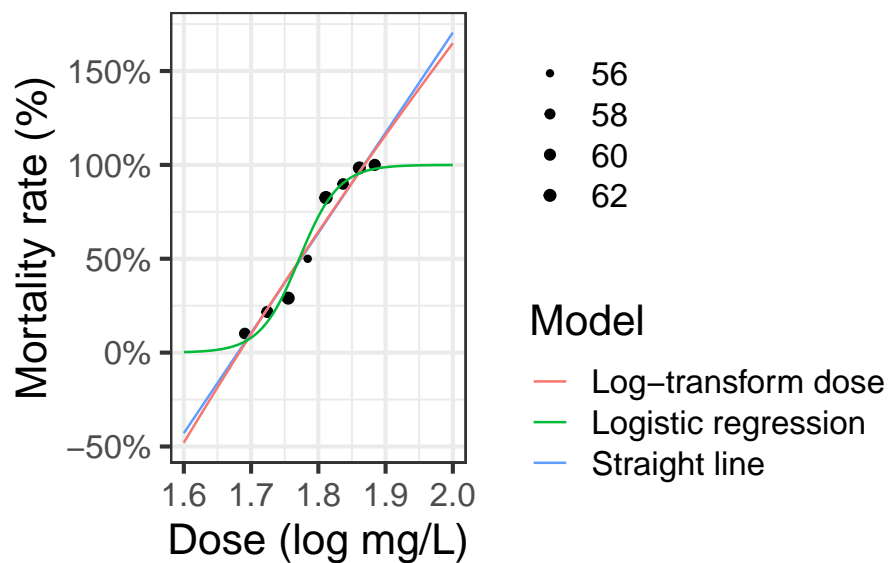 Mortality rate (%)
150%
100%
50%
0%
−50%
1.6 1.7 1.8 1.9 2.0
Dose (log mg/L)
56
58
60
62
Model
Log−transform dose
Logistic regression
Straight line